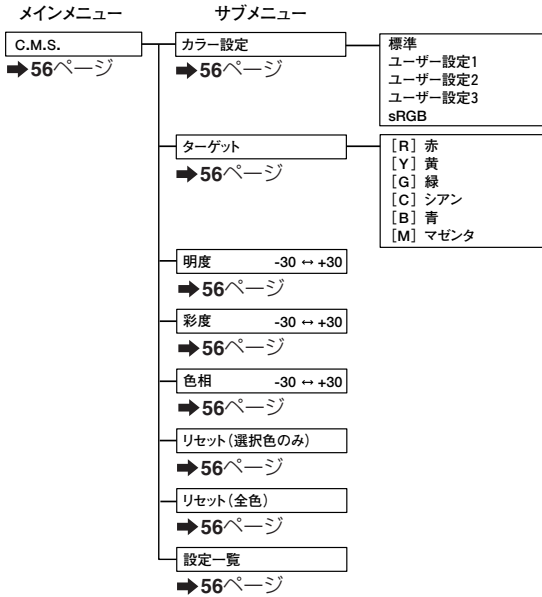 メインメニュー
サブメニュー
C.M.S.
➡56ページ
カラー設定
➡56ページ
標準
ユーザー設定1
ユーザー設定2
ユーザー設定3
sRGB
ターゲット
➡56ページ
[R] 赤
[Y] 黄
[G] 緑
[C] シアン
[B] 青
[M] マゼンタ
明度 -30 ↔ +30
➡56ページ
彩度 -30 ↔ +30
➡56ページ
色相 -30 ↔ +30
➡56ページ
リセット(選択色のみ)
➡56ページ
リセット(全色)
➡56ページ
設定一覧
➡56ページ